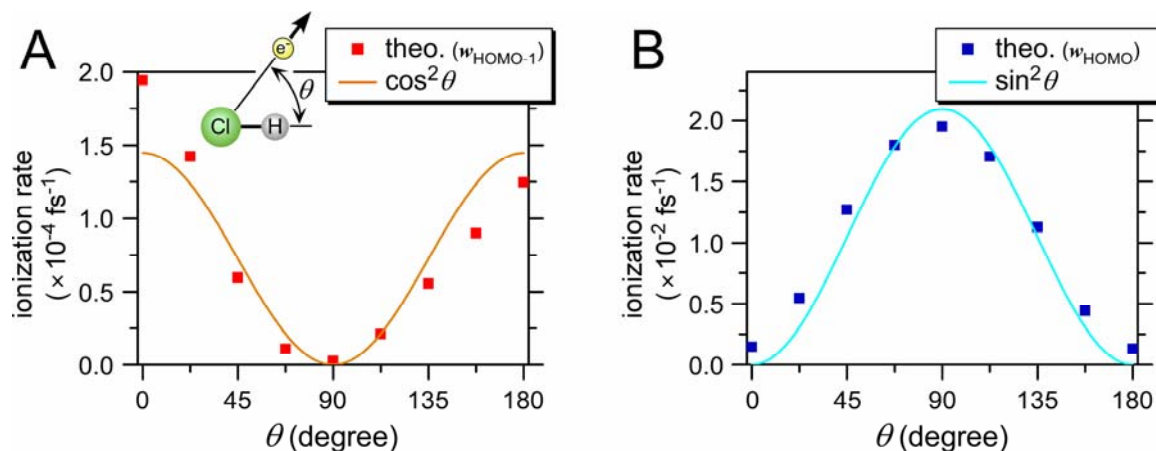 A
e-
θ
Cl
H
theo. (wHOMO-1)
cos²θ
ionization rate
(×10⁻⁴ fs⁻¹)
2.0
1.5
1.0
0.5
0.0
0 45 90 135 180
θ (degree)
B
theo. (wHOMO)
sin²θ
ionization rate
(×10⁻² fs⁻¹)
2.0
1.5
1.0
0.5
0.0
0 45 90 135 180
θ (degree)